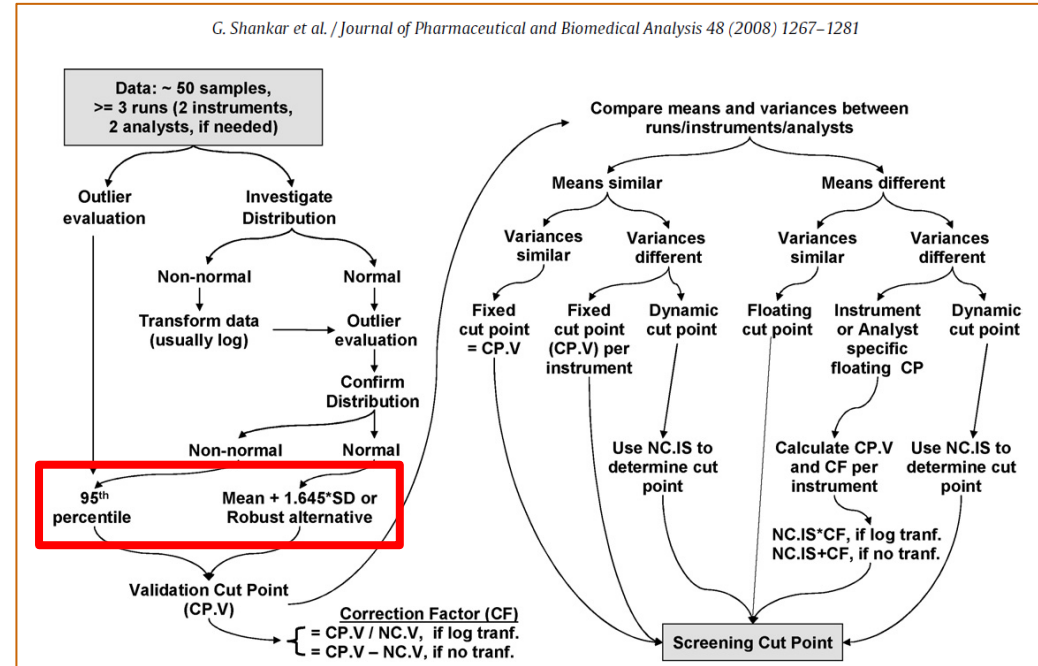 G. Shankar et al. / Journal of Pharmaceutical and Biomedical Analysis 48 (2008) 1267–1281
Data: ~ 50 samples,
>= 3 runs (2 instruments,
2 analysts, if needed)
Outlier
evaluation
Investigate
Distribution
Non-normal
Normal
Transform data
(usually log)
Outlier
evaluation
Confirm
Distribution
Non-normal
Normal
95th
percentile
Mean + 1.645*SD or
Robust alternative
Validation Cut Point
(CP.V)
Correction Factor (CF)
= CP.V / NC.V, if log tranf.
= CP.V – NC.V, if no tranf.
Compare means and variances between
runs/instruments/analysts
Means similar
Means different
Variances
similar
Variances
different
Variances
similar
Variances
different
Fixed
cut point
= CP.V
Fixed
cut point
(CP.V) per
instrument
Dynamic
cut point
Floating
cut point
Instrument
or Analyst
specific
floating CP
Dynamic
cut point
Use NC.IS to
determine cut
point
Calculate CP.V
and CF per
instrument
Use NC.IS to
determine cut
point
NC.IS*CF, if log tranf.
NC.IS+CF, if no tranf.
Screening Cut Point